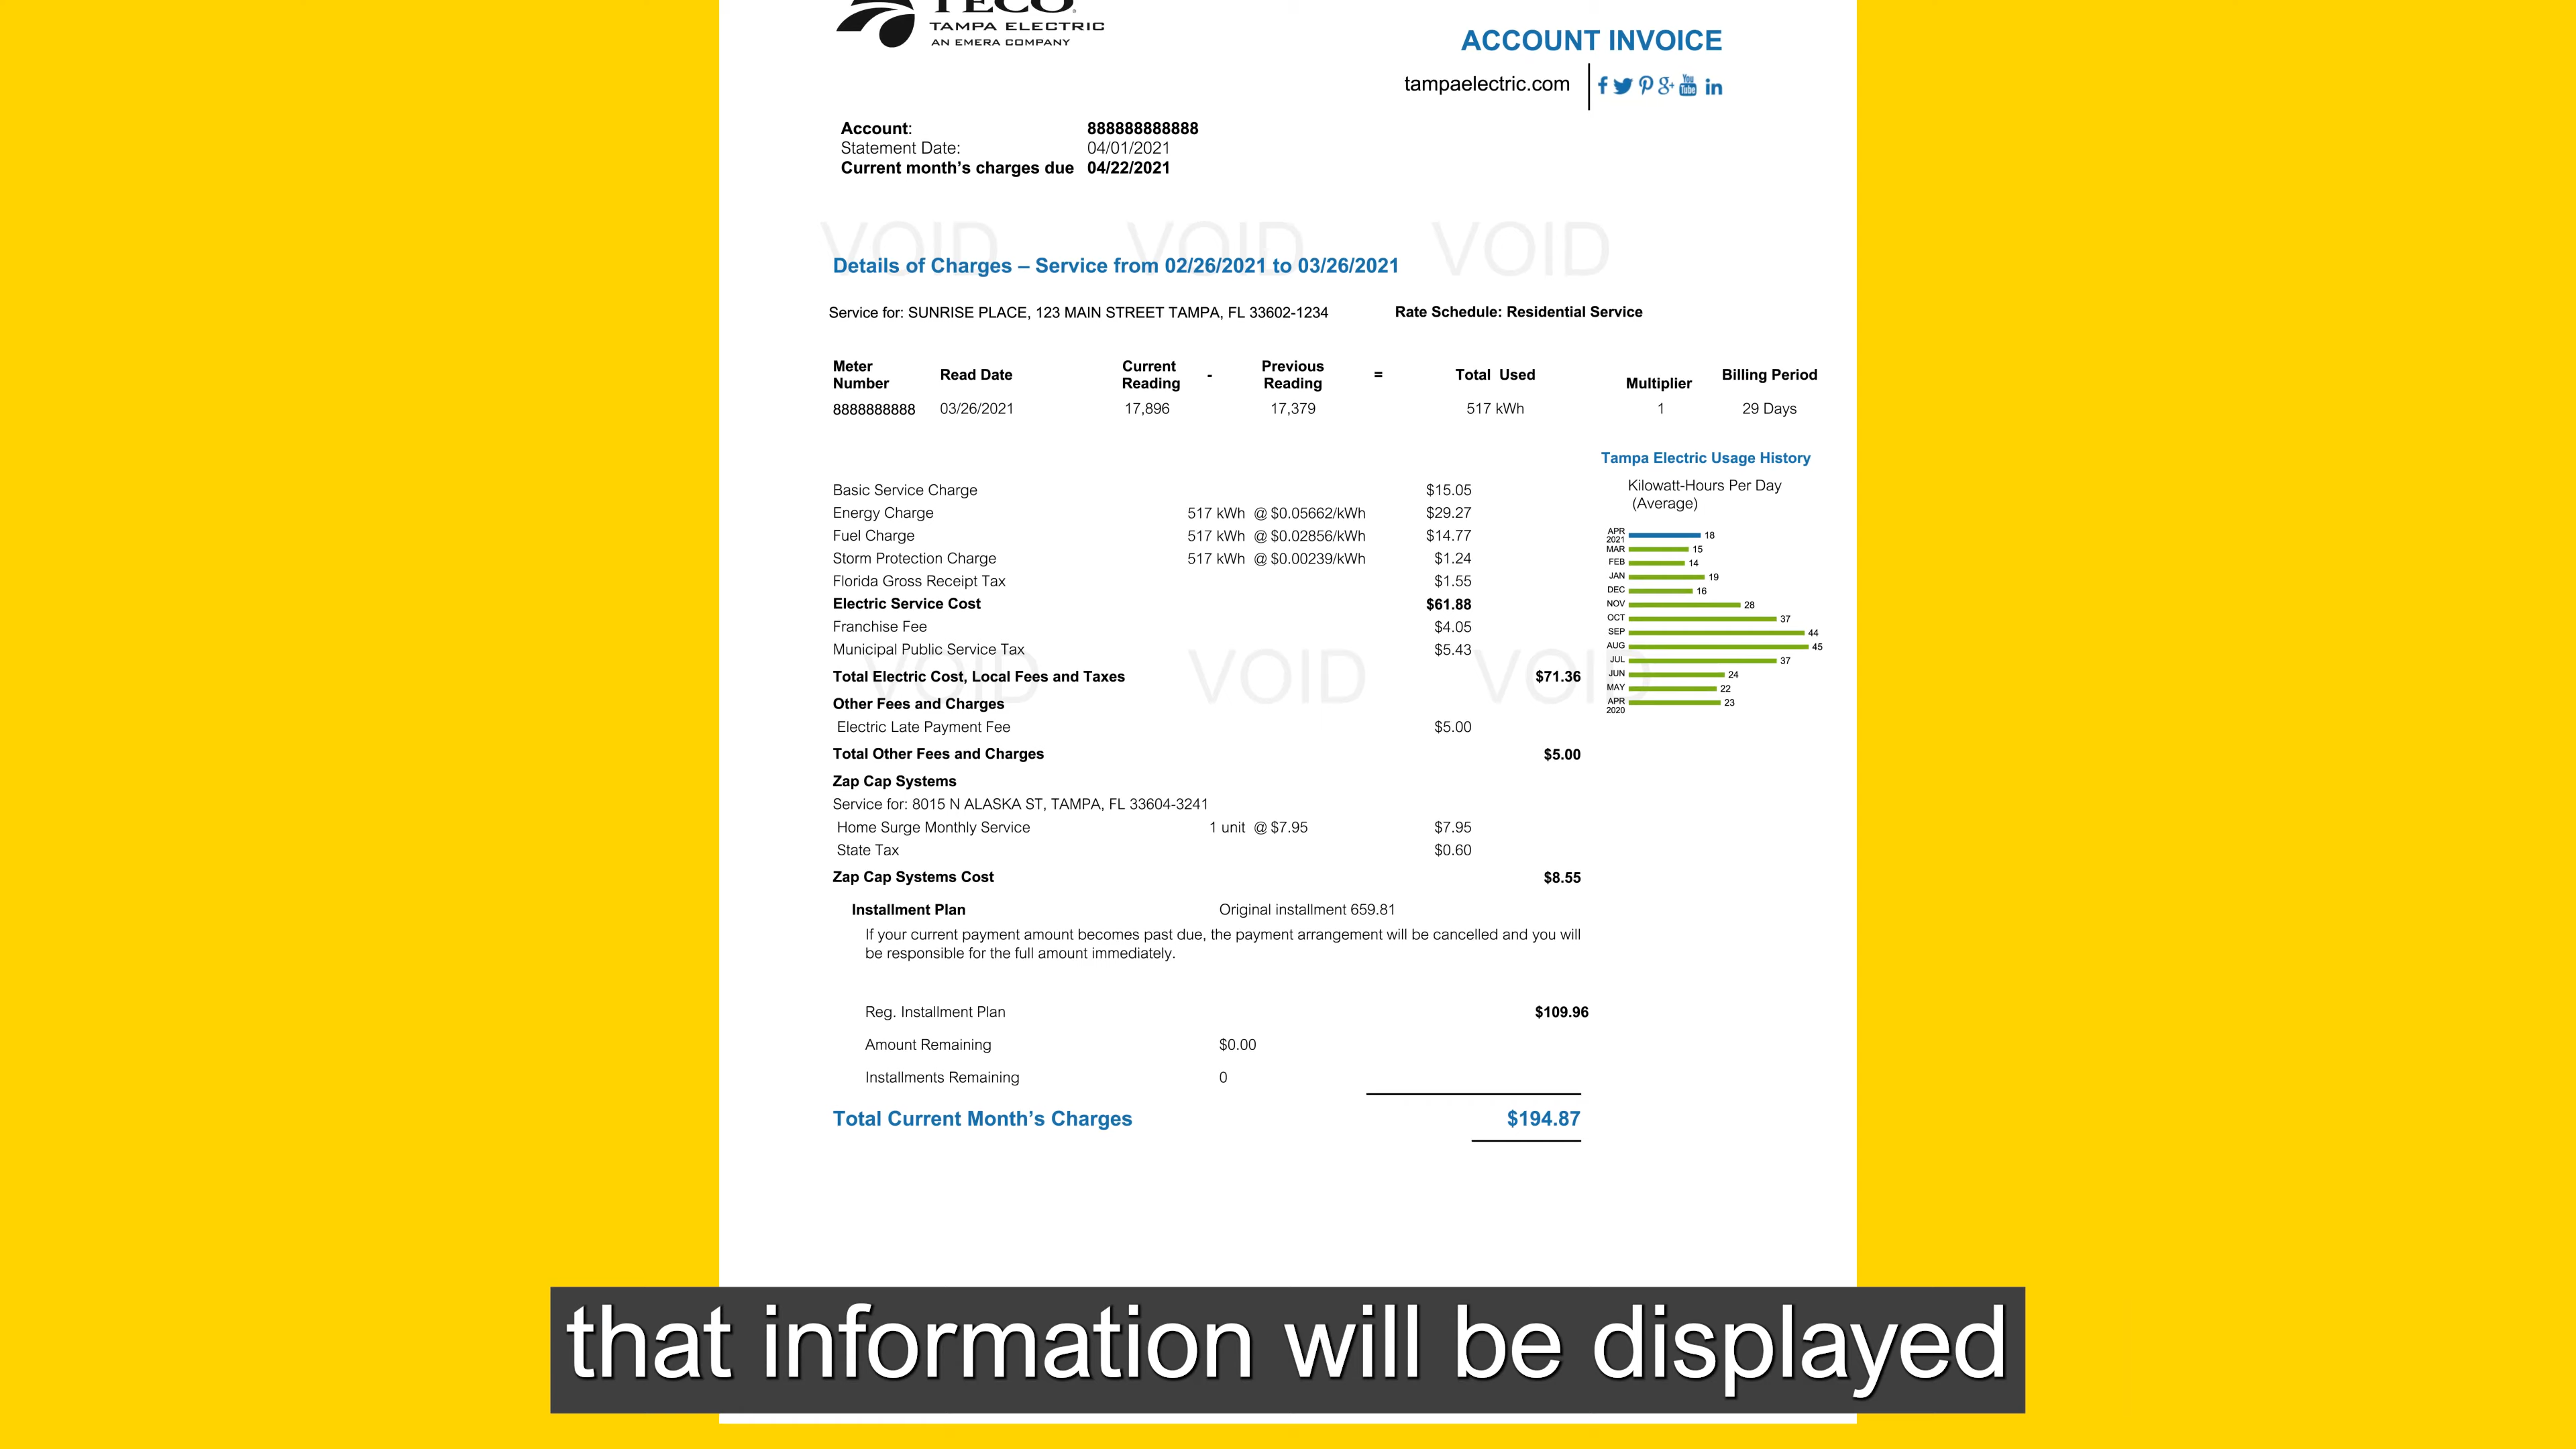 TECO
TAMPA ELECTRIC
AN EMERA COMPANY
ACCOUNT INVOICE
tampaelectric.com
Account: 888888888888
Statement Date: 04/01/2021
Current month's charges due 04/22/2021
VOID VOID VOID
Details of Charges – Service from 02/26/2021 to 03/26/2021
Service for: SUNRISE PLACE, 123 MAIN STREET TAMPA, FL 33602-1234 Rate Schedule: Residential Service
Meter Number Read Date Current Reading - Previous Reading = Total Used Multiplier Billing Period
8888888888 03/26/2021 17,896 17,379 517 kWh 1 29 Days
Basic Service Charge $15.05
Energy Charge 517 kWh @ $0.05662/kWh $29.27
Fuel Charge 517 kWh @ $0.02856/kWh $14.77
Storm Protection Charge 517 kWh @ $0.00239/kWh $1.24
Florida Gross Receipt Tax $1.55
Electric Service Cost $61.88
Franchise Fee $4.05
Municipal Public Service Tax $5.43
VOID VOID VOID
Total Electric Cost, Local Fees and Taxes $71.36
Other Fees and Charges
Electric Late Payment Fee $5.00
Total Other Fees and Charges $5.00
Zap Cap Systems
Service for: 8015 N ALASKA ST, TAMPA, FL 33604-3241
Home Surge Monthly Service 1 unit @ $7.95 $7.95
State Tax $0.60
Zap Cap Systems Cost $8.55
Installment Plan Original installment 659.81
If your current payment amount becomes past due, the payment arrangement will be cancelled and you will
be responsible for the full amount immediately.
Reg. Installment Plan $109.96
Amount Remaining $0.00
Installments Remaining 0
Total Current Month's Charges $194.87
Tampa Electric Usage History
Kilowatt-Hours Per Day
(Average)
APR 2021 18
MAR 15
FEB 14
JAN 19
DEC 16
NOV 28
OCT 37
SEP 44
AUG 45
JUL 37
JUN 24
MAY 22
APR 2020 23
that information will be displayed